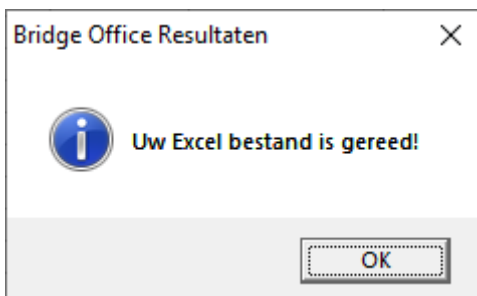 Bridge Office Resultaten
Uw Excel bestand is gereed!
OK